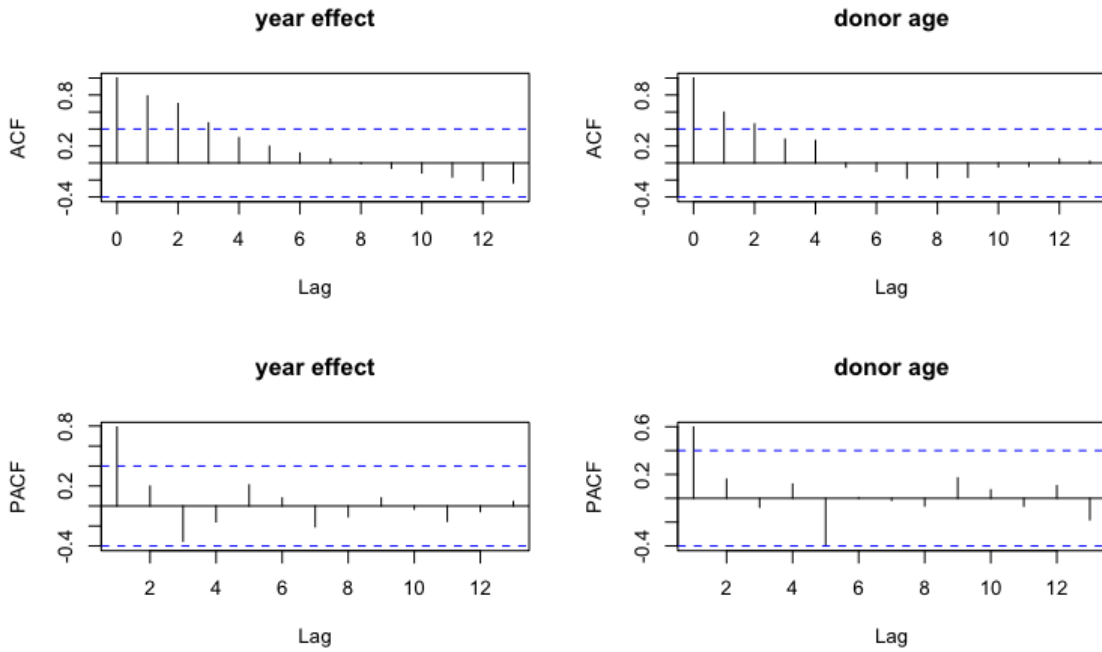 year effect
donor age
ACF
0.8
0.2
-0.4
0 2 4 6 8 10 12
Lag
ACF
0.8
0.2
-0.4
0 2 4 6 8 10 12
Lag
year effect
donor age
PACF
0.8
0.2
-0.4
2 4 6 8 10 12
Lag
PACF
0.6
0.2
-0.4
2 4 6 8 10 12
Lag